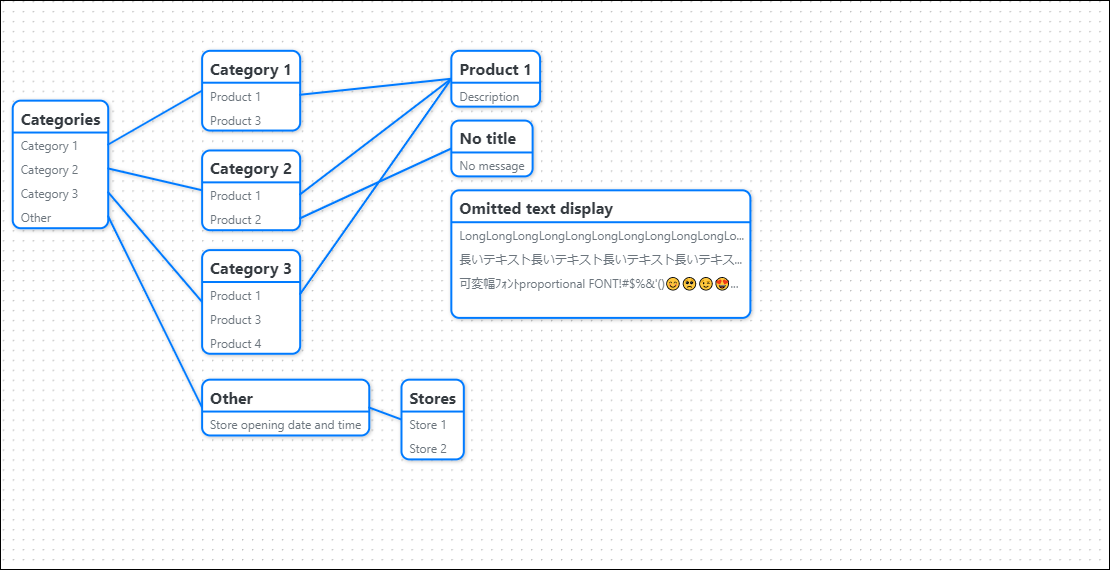 Categories
Category 1
Category 2
Category 3
Other
Category 1
Product 1
Product 3
Category 2
Product 1
Product 2
Category 3
Product 1
Product 3
Product 4
Other
Store opening date and time
Stores
Store 1
Store 2
Product 1
Description
No title
No message
Omitted text display
LongLongLongLongLongLongLongLongLongLongLo...
長いテキスト長いテキスト長いテキスト長いテキス...
可変幅フォントproportional FONT!#$%&'()😊🥺😉😍...